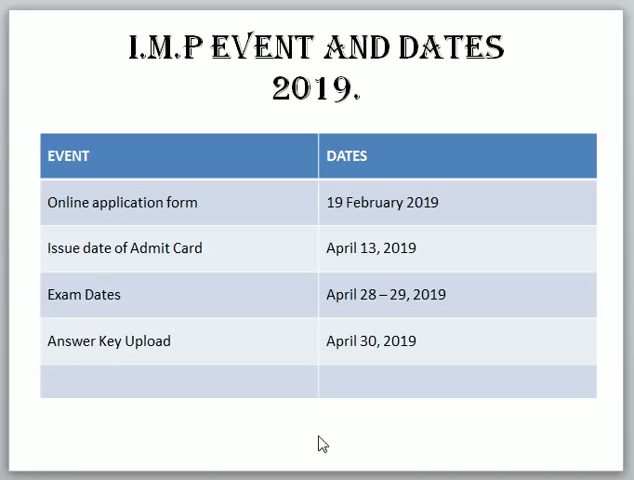 I.M.P EVENT AND DATES
2019.
EVENT DATES
Online application form 19 February 2019
Issue date of Admit Card April 13, 2019
Exam Dates April 28 – 29, 2019
Answer Key Upload April 30, 2019